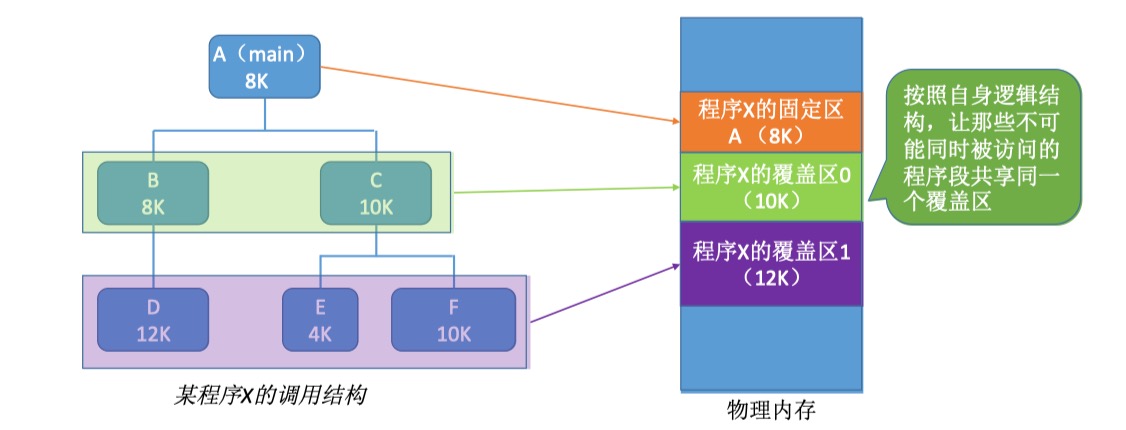 A（main）
8K
B
8K
C
10K
D
12K
E
4K
F
10K
某程序X的调用结构
程序X的固定区
A （8K）
程序X的覆盖区0
（10K）
程序X的覆盖区1
（12K）
物理内存
按照自身逻辑结
构，让那些不可
能同时被访问的
程序段共享同一
个覆盖区